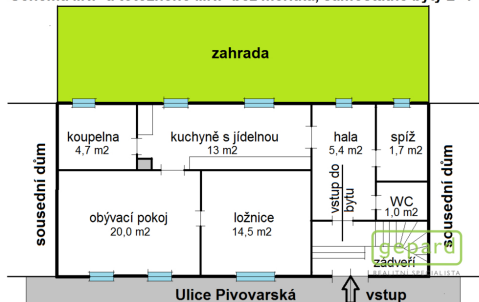 zahrada
koupelna
4,7 m2
kuchyně s jídelnou
13 m2
hala
5,4 m2
spíž
1,7 m2
sousední dům
sousední dům
vstup do
bytu
WC
1,0 m2
obývací pokoj
20,0 m2
ložnice
14,5 m2
gepard
REALITNÍ SPECIALISTA
zádveří
Ulice Pivovarská
vstup